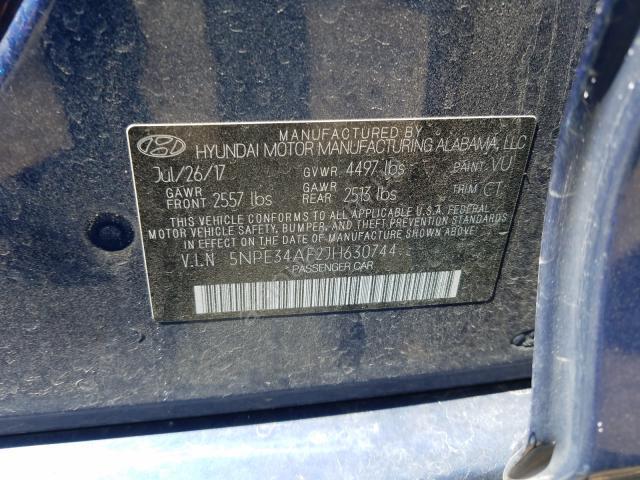 MANUFACTURED BY
HYUNDAI MOTOR MANUFACTURING ALABAMA, LLC
Jul/26/17 GVWR 4497 lbs PAINT VU
GAWR FRONT 2557 lbs GAWR REAR 2513 lbs TRIM CT
THIS VEHICLE CONFORMS TO ALL APPLICABLE U.S.A. FEDERAL
MOTOR VEHICLE SAFETY, BUMPER, AND THEFT PREVENTION STANDARDS
IN EFFECT ON THE DATE OF MANUFACTURE SHOWN ABOVE.
V.I.N 5NPE34AF2JH630744
PASSENGER CAR